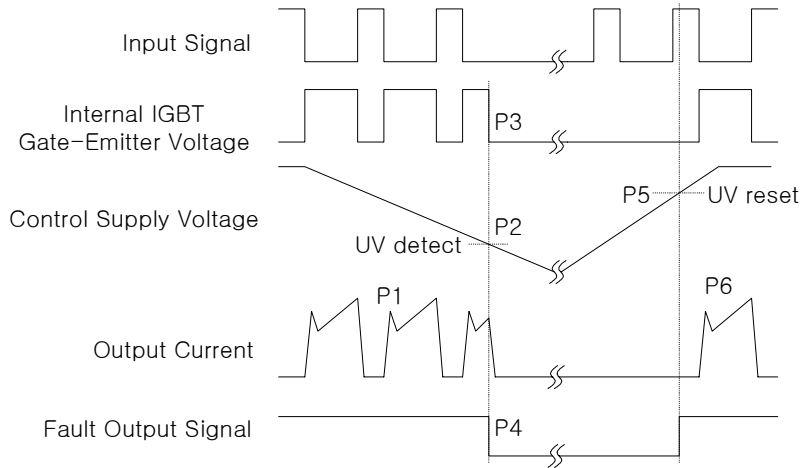 Input Signal
Internal IGBT
Gate-Emitter Voltage
P3
Control Supply Voltage
P2
UV detect
P5
UV reset
P1
P6
Output Current
Fault Output Signal
P4